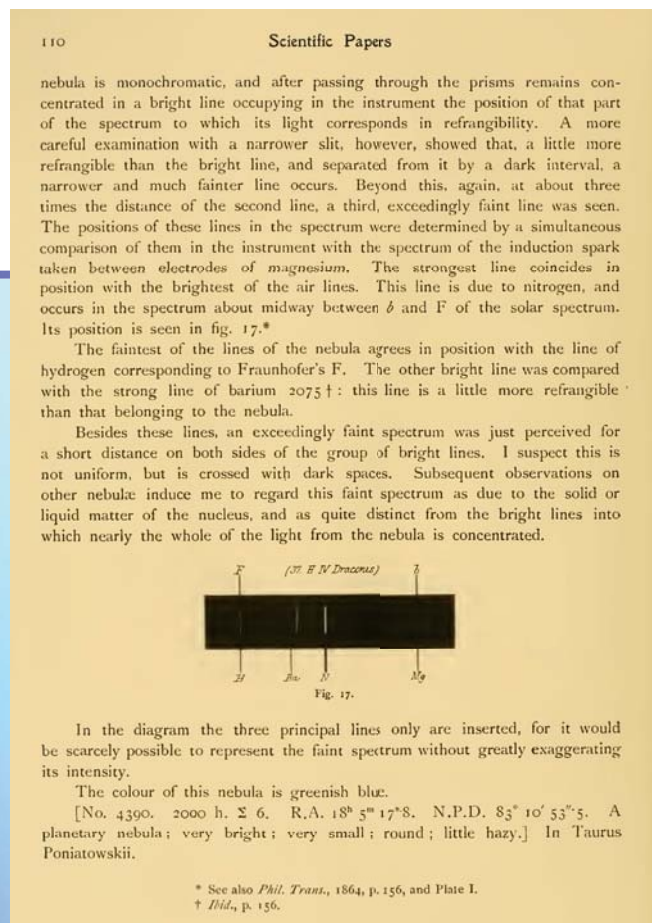 110 Scientific Papers
nebula is monochromatic, and after passing through the prisms remains con-
centrated in a bright line occupying in the instrument the position of that part
of the spectrum to which its light corresponds in refrangibility. A more
careful examination with a narrower slit, however, showed that, a little more
refrangible than the bright line, and separated from it by a dark interval, a
narrower and much fainter line occurs. Beyond this, again, at about three
times the distance of the second line, a third, exceedingly faint line was seen.
The positions of these lines in the spectrum were determined by a simultaneous
comparison of them in the instrument with the spectrum of the induction spark
taken between electrodes of magnesium. The strongest line coincides in
position with the brightest of the air lines. This line is due to nitrogen, and
occurs in the spectrum about midway between b and F of the solar spectrum.
Its position is seen in fig. 17.*
The faintest of the lines of the nebula agrees in position with the line of
hydrogen corresponding to Fraunhofer's F. The other bright line was compared
with the strong line of barium 2075 †: this line is a little more refrangible
than that belonging to the nebula.
Besides these lines, an exceedingly faint spectrum was just perceived for
a short distance on both sides of the group of bright lines. I suspect this is
not uniform, but is crossed with dark spaces. Subsequent observations on
other nebulæ induce me to regard this faint spectrum as due to the solid or
liquid matter of the nucleus, and as quite distinct from the bright lines into
which nearly the whole of the light from the nebula is concentrated.
F (37. H IV Draconis) b
H Ba N Mg
Fig. 17.
In the diagram the three principal lines only are inserted, for it would
be scarcely possible to represent the faint spectrum without greatly exaggerating
its intensity.
The colour of this nebula is greenish blue.
[No. 4390. 2000 h. Σ 6. R.A. 18ʰ 5ᵐ 17ˢ·8. N.P.D. 83° 10′ 53″·5. A
planetary nebula; very bright; very small; round; little hazy.] In Taurus
Poniatowskii.
* See also Phil. Trans., 1864, p. 156, and Plate I.
† Ibid., p. 156.